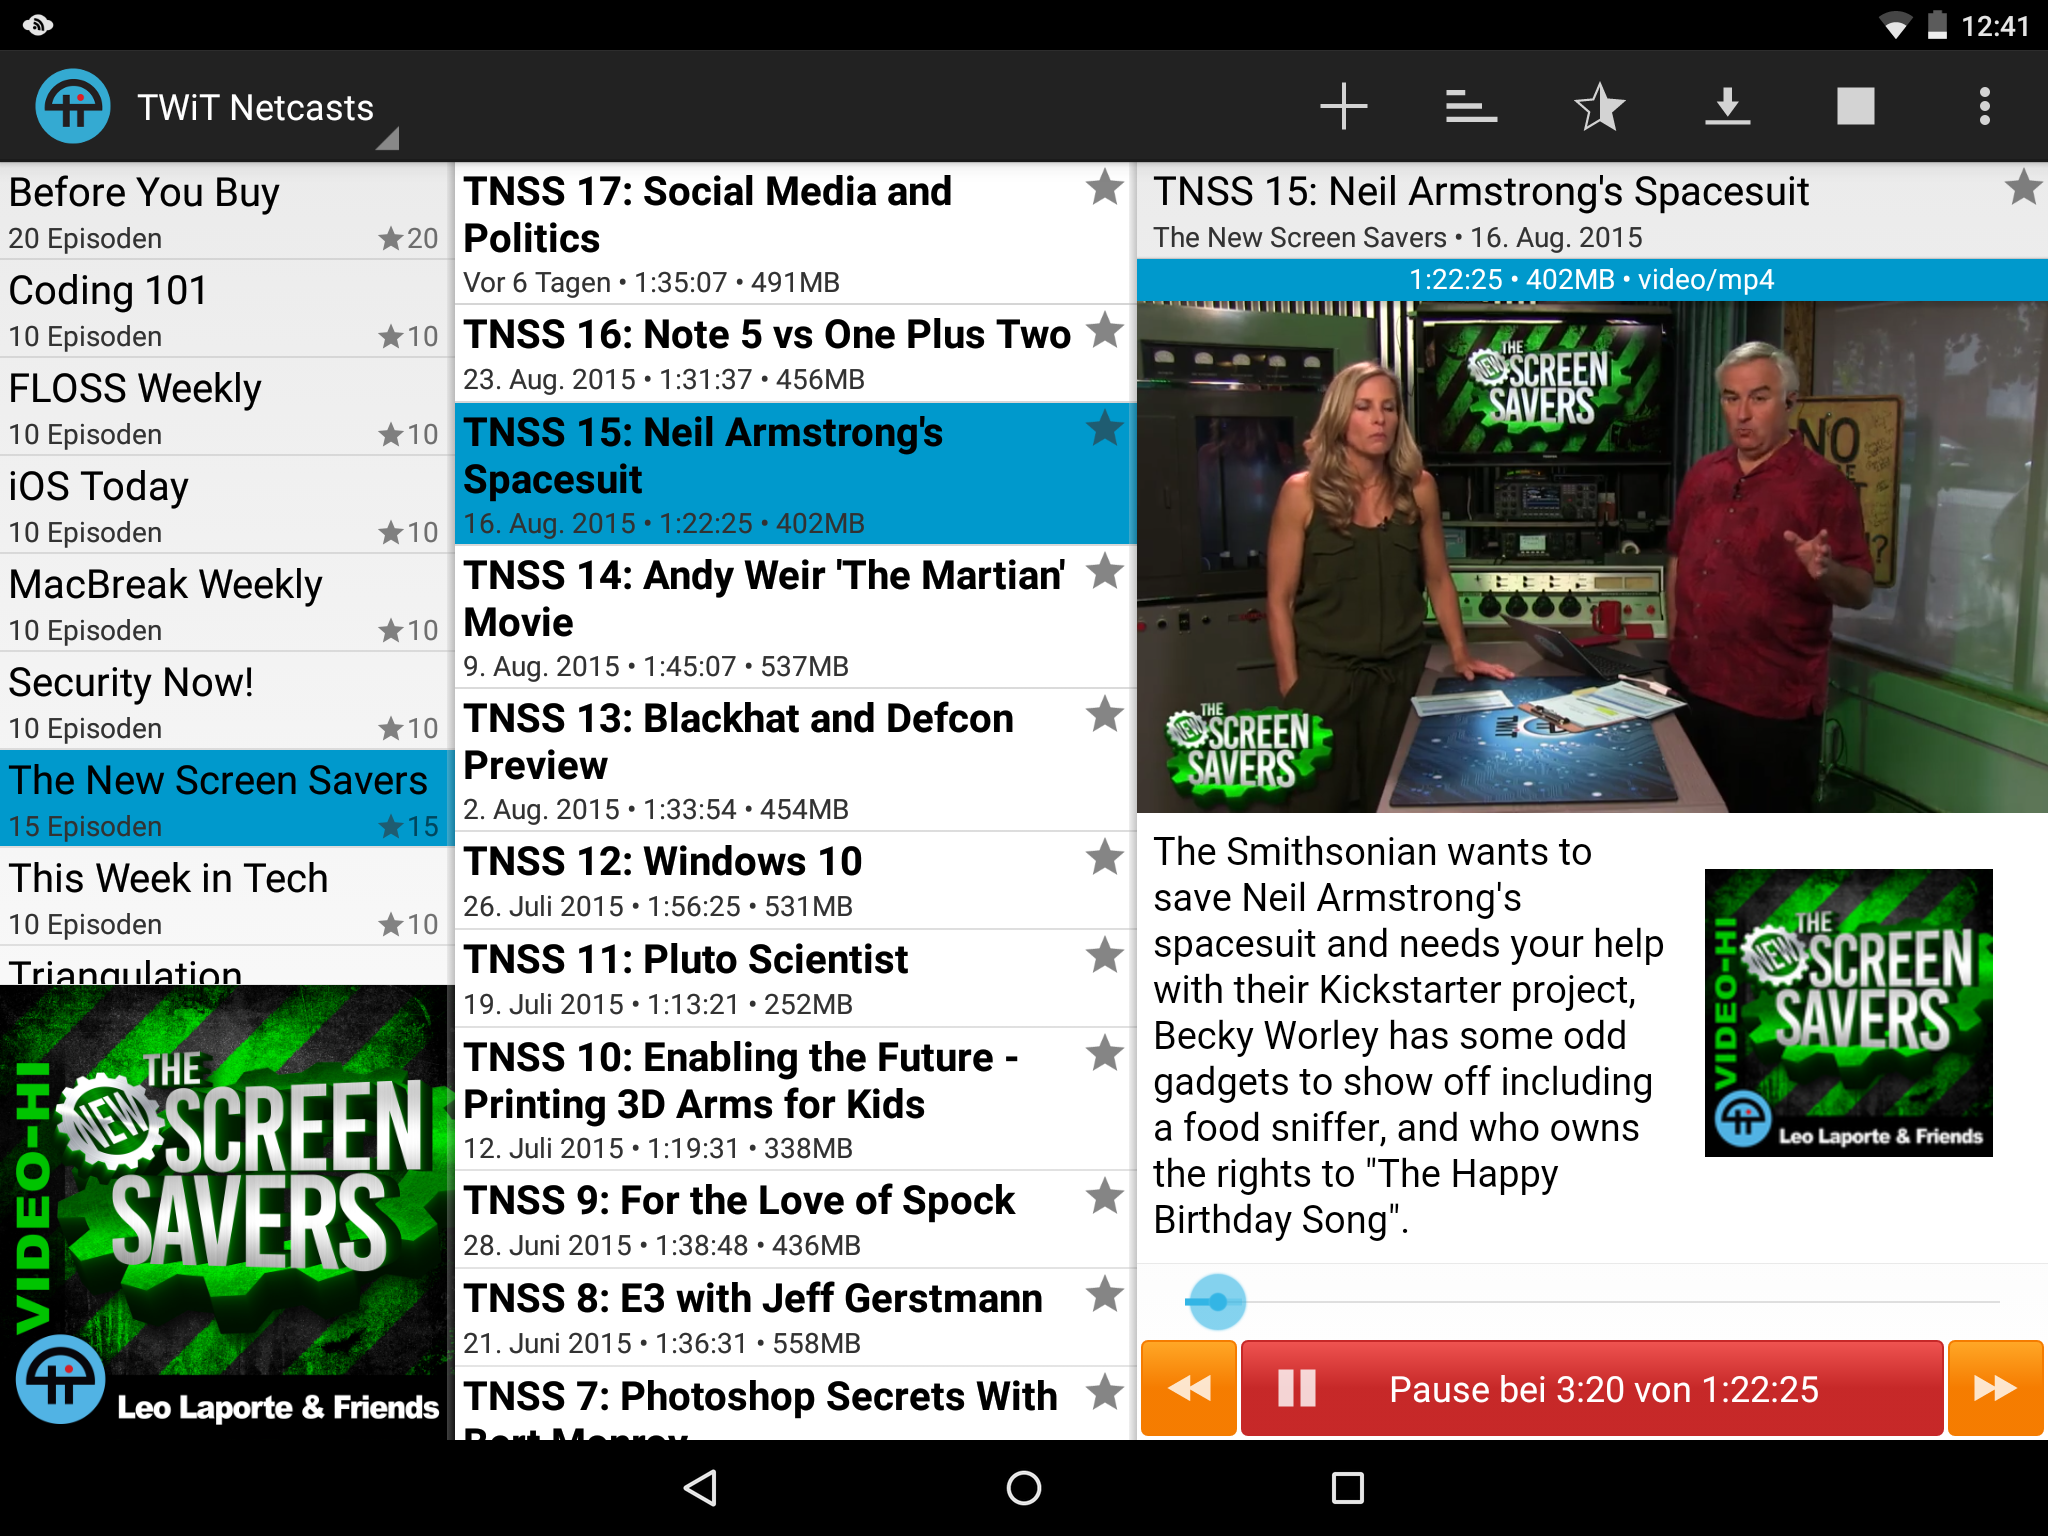 12:41
TWiT Netcasts
Before You Buy
20 Episoden ★20
Coding 101
10 Episoden ★10
FLOSS Weekly
10 Episoden ★10
iOS Today
10 Episoden ★10
MacBreak Weekly
10 Episoden ★10
Security Now!
10 Episoden ★10
The New Screen Savers
15 Episoden ★15
This Week in Tech
10 Episoden ★10
Triangulation
VIDEO-HI
THE
NEW SCREEN
SAVERS
Leo Laporte & Friends
TNSS 17: Social Media and
Politics
Vor 6 Tagen • 1:35:07 • 491MB
TNSS 16: Note 5 vs One Plus Two
23. Aug. 2015 • 1:31:37 • 456MB
TNSS 15: Neil Armstrong's
Spacesuit
16. Aug. 2015 • 1:22:25 • 402MB
TNSS 14: Andy Weir 'The Martian'
Movie
9. Aug. 2015 • 1:45:07 • 537MB
TNSS 13: Blackhat and Defcon
Preview
2. Aug. 2015 • 1:33:54 • 454MB
TNSS 12: Windows 10
26. Juli 2015 • 1:56:25 • 531MB
TNSS 11: Pluto Scientist
19. Juli 2015 • 1:13:21 • 252MB
TNSS 10: Enabling the Future -
Printing 3D Arms for Kids
12. Juli 2015 • 1:19:31 • 338MB
TNSS 9: For the Love of Spock
28. Juni 2015 • 1:38:48 • 436MB
TNSS 8: E3 with Jeff Gerstmann
21. Juni 2015 • 1:36:31 • 558MB
TNSS 7: Photoshop Secrets With
Bert Monroy
TNSS 15: Neil Armstrong's Spacesuit
The New Screen Savers • 16. Aug. 2015
1:22:25 • 402MB • video/mp4
THE
NEW SCREEN
SAVERS
NO
THE
NEW SCREEN
SAVERS
TWiT
The Smithsonian wants to
save Neil Armstrong's
spacesuit and needs your help
with their Kickstarter project,
Becky Worley has some odd
gadgets to show off including
a food sniffer, and who owns
the rights to "The Happy
Birthday Song".
VIDEO-HI
THE
NEW SCREEN
SAVERS
Leo Laporte & Friends
Pause bei 3:20 von 1:22:25